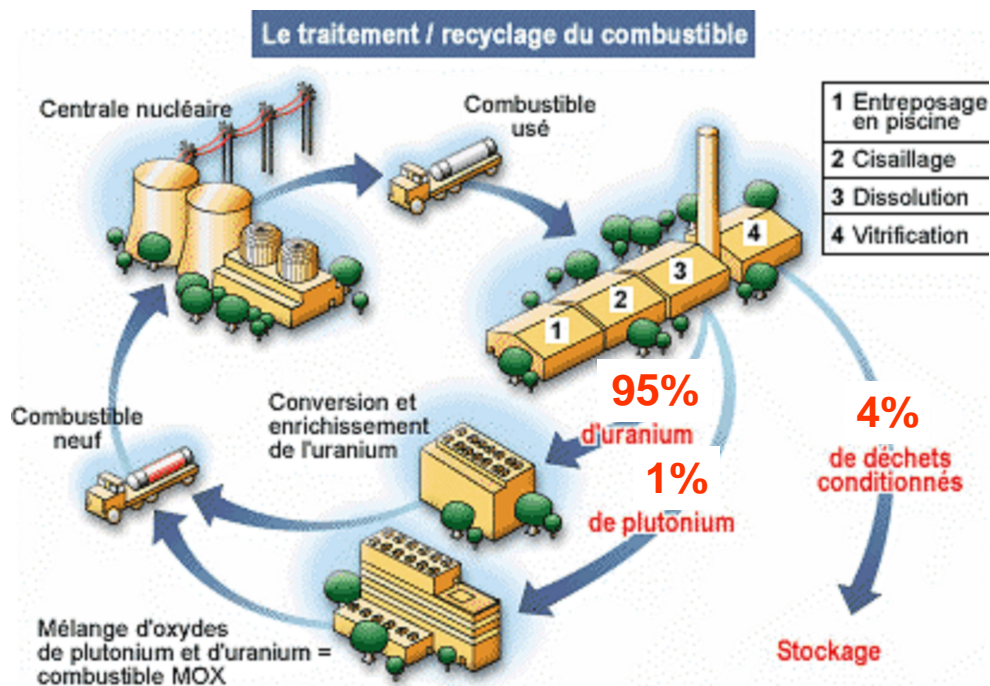 Le traitement / recyclage du combustible
Centrale nucléaire
Combustible
usé
1 Entreposage
en piscine
2 Cisaillage
3 Dissolution
4 Vitrification
4
3
2
1
95%
d'uranium
1%
de plutonium
4%
de déchets
conditionnés
Stockage
Conversion et
enrichissement
de l'uranium
Combustible
neuf
Mélange d'oxydes
de plutonium et d'uranium =
combustible MOX